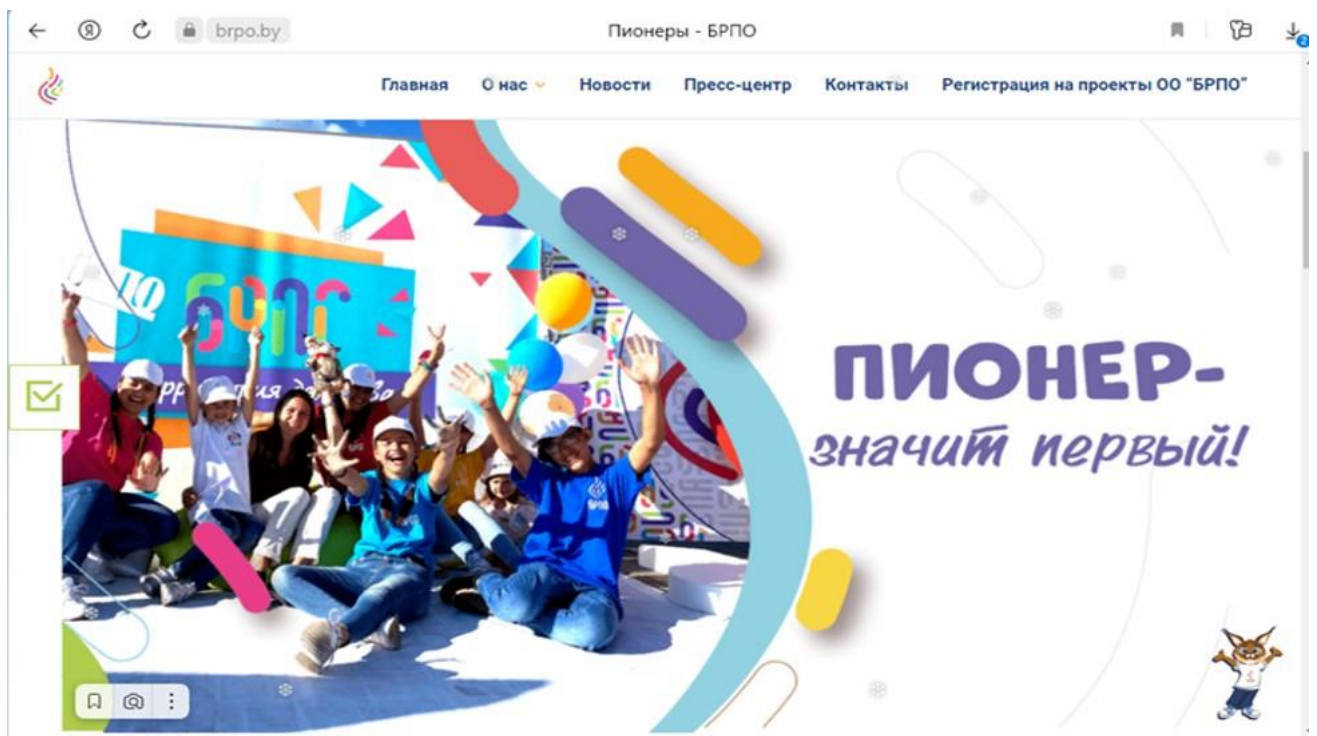 brpo.by
Пионеры - БРПО
2
Главная О нас Новости Пресс-центр Контакты Регистрация на проекты ОО "БРПО"
БРПО
ПИОНЕР-
значит первый!